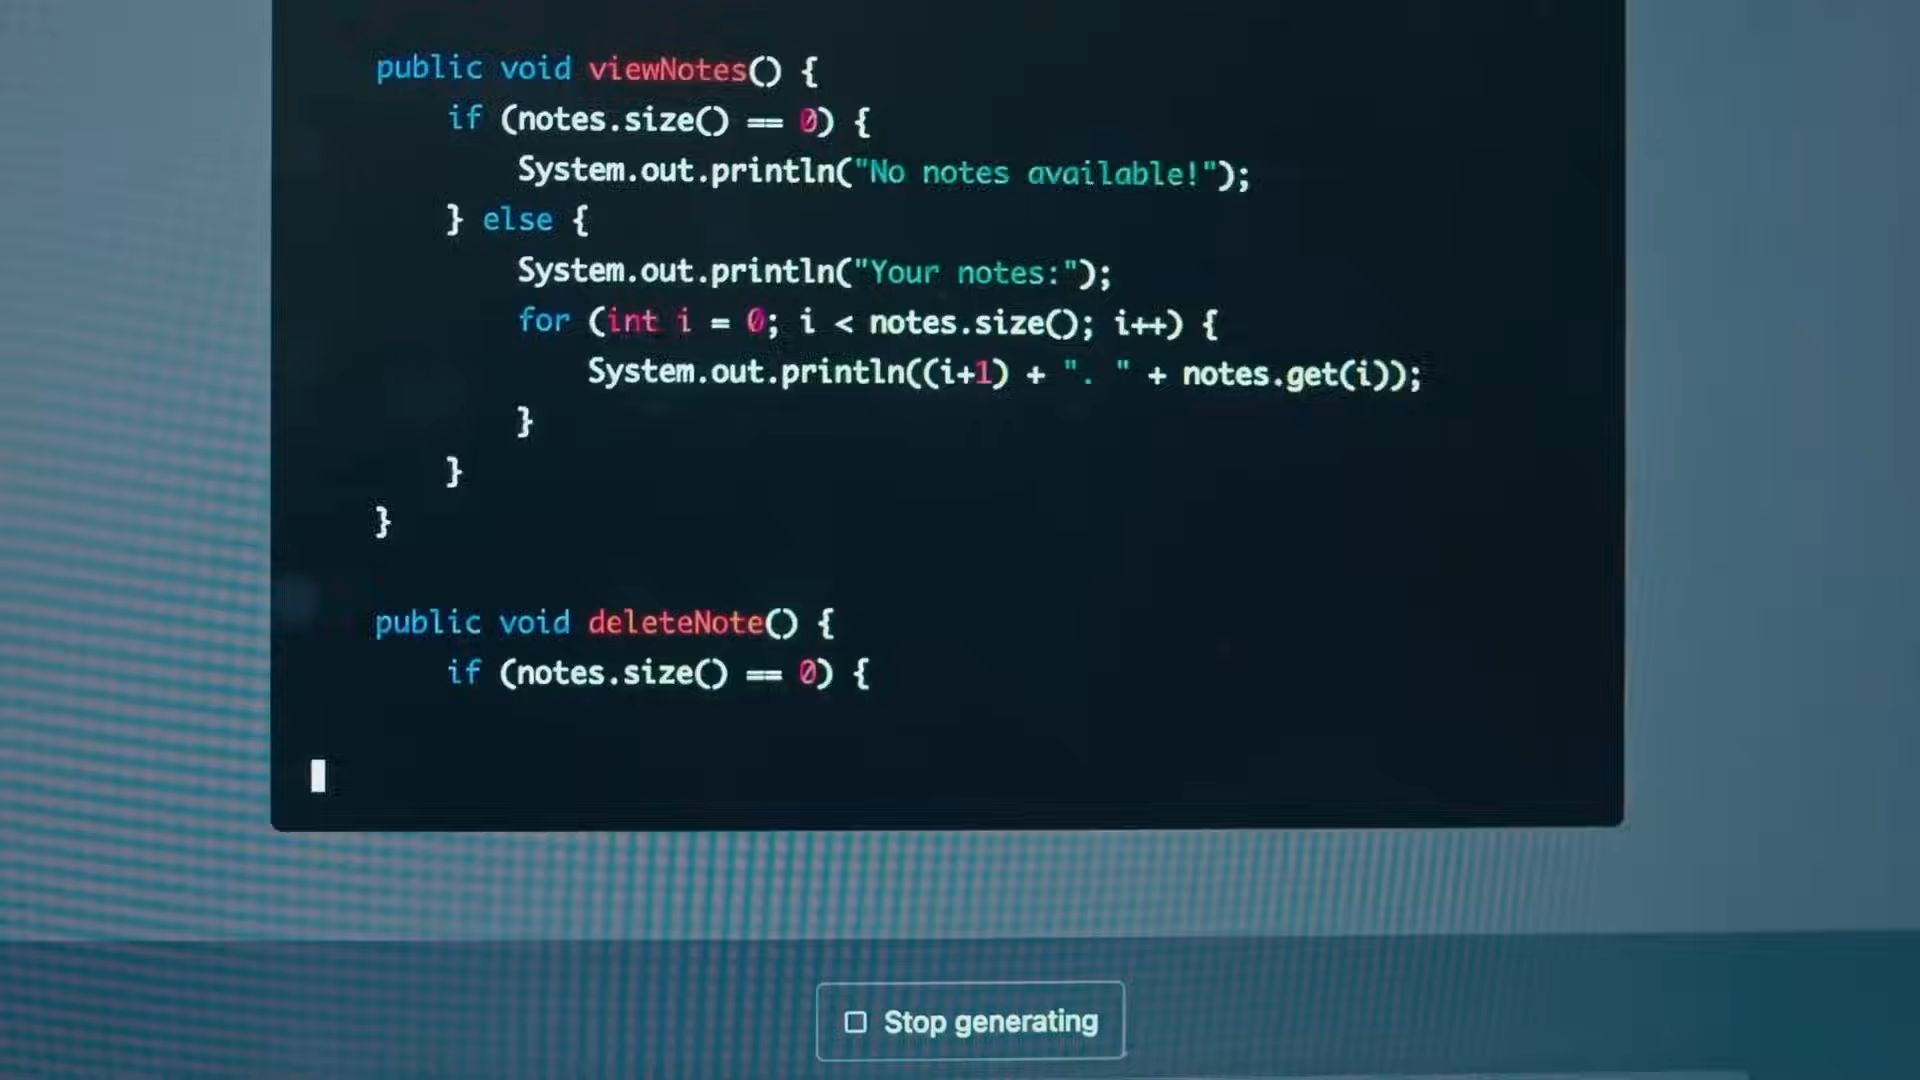 public void viewNotes() {
if (notes.size() == 0) {
System.out.println("No notes available!");
} else {
System.out.println("Your notes:");
for (int i = 0; i < notes.size(); i++) {
System.out.println((i+1) + ". " + notes.get(i));
}
}
}
public void deleteNote() {
if (notes.size() == 0) {
Stop generating